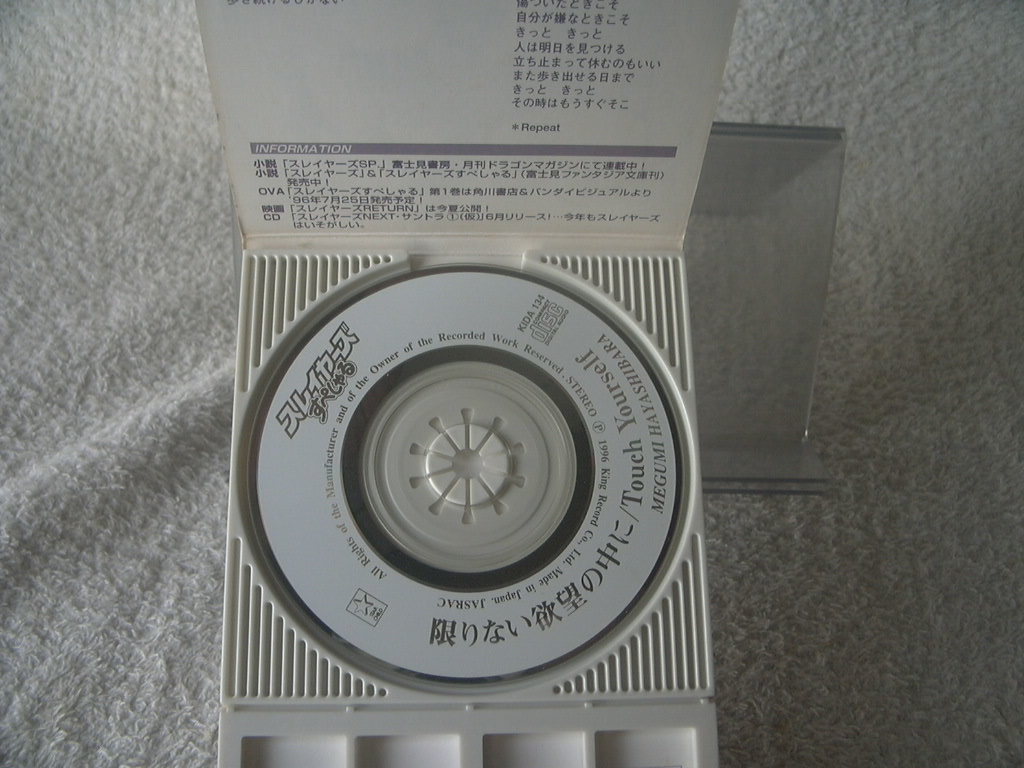 歩き続けるしかない
傷ついたときこそ
自分が嫌なときこそ
きっと　きっと
人は明日を見つける
立ち止まって休むのもいい
また歩き出せる日まで
きっと　きっと
その時はもうすぐそこ
＊Repeat
INFORMATION
小説「スレイヤーズSP.」富士見書房・月刊ドラゴンマガジンにて連載中！
小説「スレイヤーズ」&「スレイヤーズすぺしゃる」（富士見ファンタジア文庫刊）
発売中！
OVA「スレイヤーズすぺしゃる」第1巻は角川書店&バンダイビジュアルより
'96年7月25日発売予定！
映画「スレイヤーズRETURN」は今夏公開！
CD 「スレイヤーズNEXT・サントラ①(仮)」6月リリース！…今年もスレイヤーズ
はいそがしい。
スレイヤーズ
すぺしゃる
KIDA 134
COMPACT
disc
DIGITAL AUDIO
限りない欲望の中に/Touch Yourself
MEGUMI HAYASHIBARA
All Rights of the Manufacturer and of the Owner of the Recorded Work Reserved. STEREO Ⓟ 1996 King Record Co., Ltd. Made in Japan. JASRAC